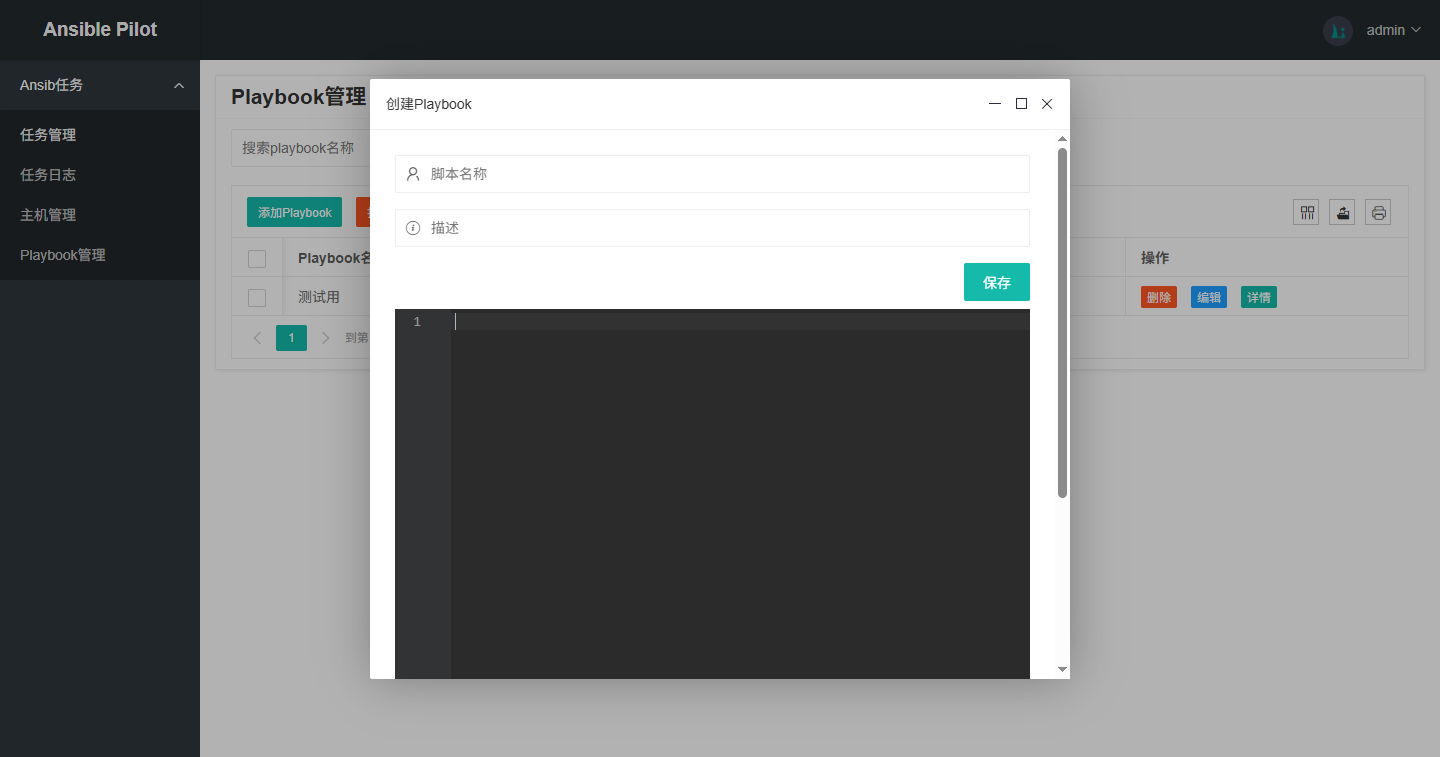 Ansible Pilot
admin
Ansib任务
任务管理
任务日志
主机管理
Playbook管理
Playbook管理
搜索playbook名称
添加Playbook
Playbook名
操作
测试用
删除 编辑 详情
1 到第
创建Playbook
脚本名称
描述
保存
1